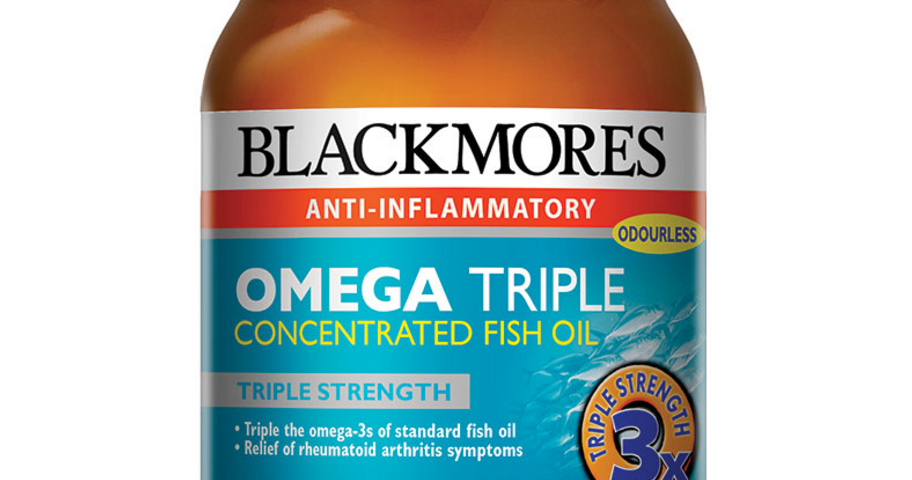 BLACKMORES
ANTI-INFLAMMATORY
ODOURLESS
OMEGA TRIPLE
CONCENTRATED FISH OIL
TRIPLE STRENGTH
• Triple the omega-3s of standard fish oil
• Relief of rheumatoid arthritis symptoms
TRIPLE STRENGTH
3x